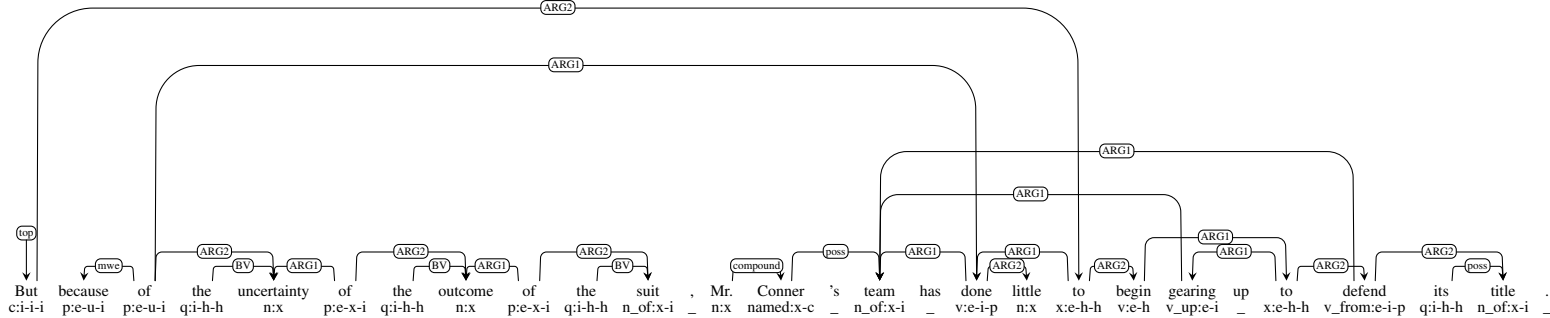 ARG2
ARG1
ARG1
ARG1
top ARG2 ARG2 ARG2 poss ARG1 ARG1 ARG1 ARG1 ARG2
mwe BV ARG1 BV ARG1 BV compound ARG2 ARG2 ARG2 poss
But because of the uncertainty of the outcome of the suit , Mr. Conner 's team has done little to begin gearing up to defend its title .
c:i-i-i p:e-u-i p:e-u-i q:i-h-h n:x p:e-x-i q:i-h-h n:x p:e-x-i q:i-h-h n_of:x-i _ n:x named:x-c _ n_of:x-i _ v:e-i-p n:x x:e-h-h v:e-h v_up:e-i _ x:e-h-h v_from:e-i-p q:i-h-h n_of:x-i _